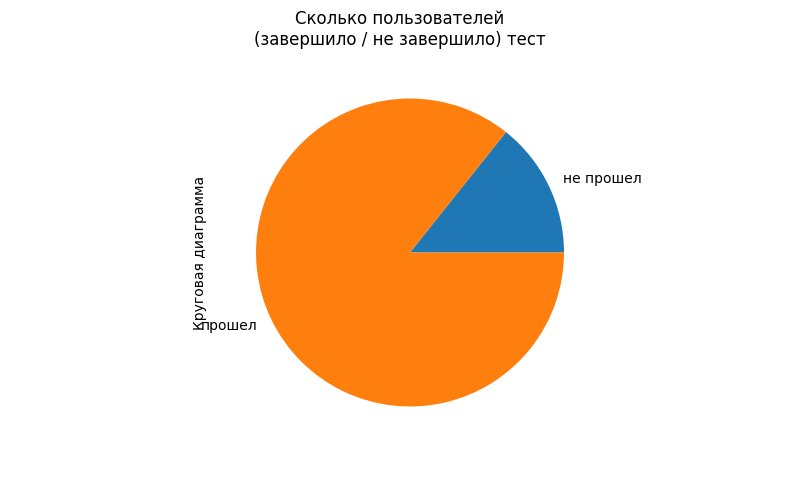 Сколько пользователей
(завершило / не завершило) тест
не прошел
Круговая диаграмма
прошел